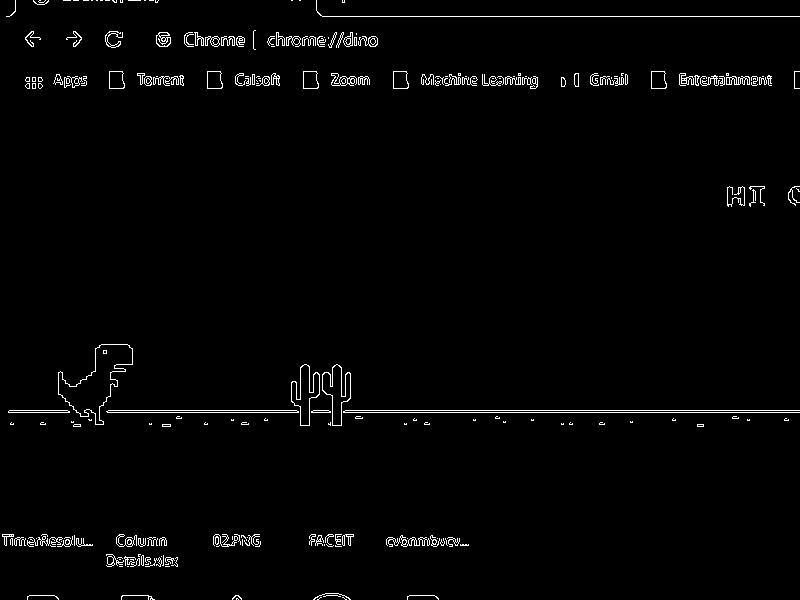 Chrome | chrome://dino
Apps Torrent Calsoft Zoom Machine Learning Gmail Entertainment
HI
TimerResolu... Column 02.PNG FACEIT cvbnmbvcv...
Details.xlsx